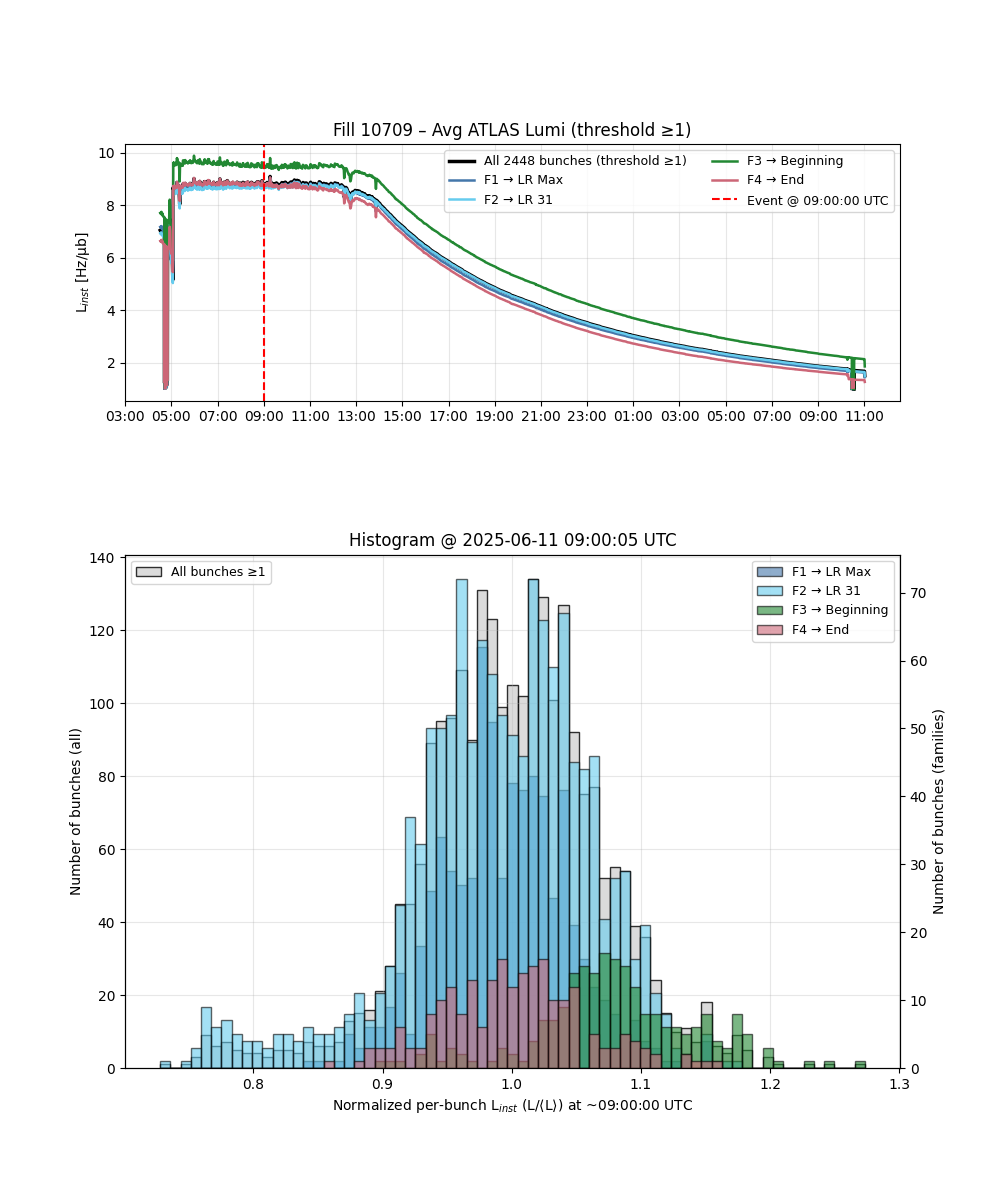 Fill 10709 – Avg ATLAS Lumi (threshold ≥1)
L_inst [Hz/μb]
10
8
6
4
2
All 2448 bunches (threshold ≥1)
F1 → LR Max
F2 → LR 31
F3 → Beginning
F4 → End
Event @ 09:00:00 UTC
03:00 05:00 07:00 09:00 11:00 13:00 15:00 17:00 19:00 21:00 23:00 01:00 03:00 05:00 07:00 09:00 11:00
Histogram @ 2025-06-11 09:00:05 UTC
Number of bunches (all)
140
120
100
80
60
40
20
0
All bunches ≥1
F1 → LR Max
F2 → LR 31
F3 → Beginning
F4 → End
70
60
50
40
30
20
10
0
Number of bunches (families)
0.8 0.9 1.0 1.1 1.2 1.3
Normalized per-bunch L_inst (L/⟨L⟩) at ~09:00:00 UTC